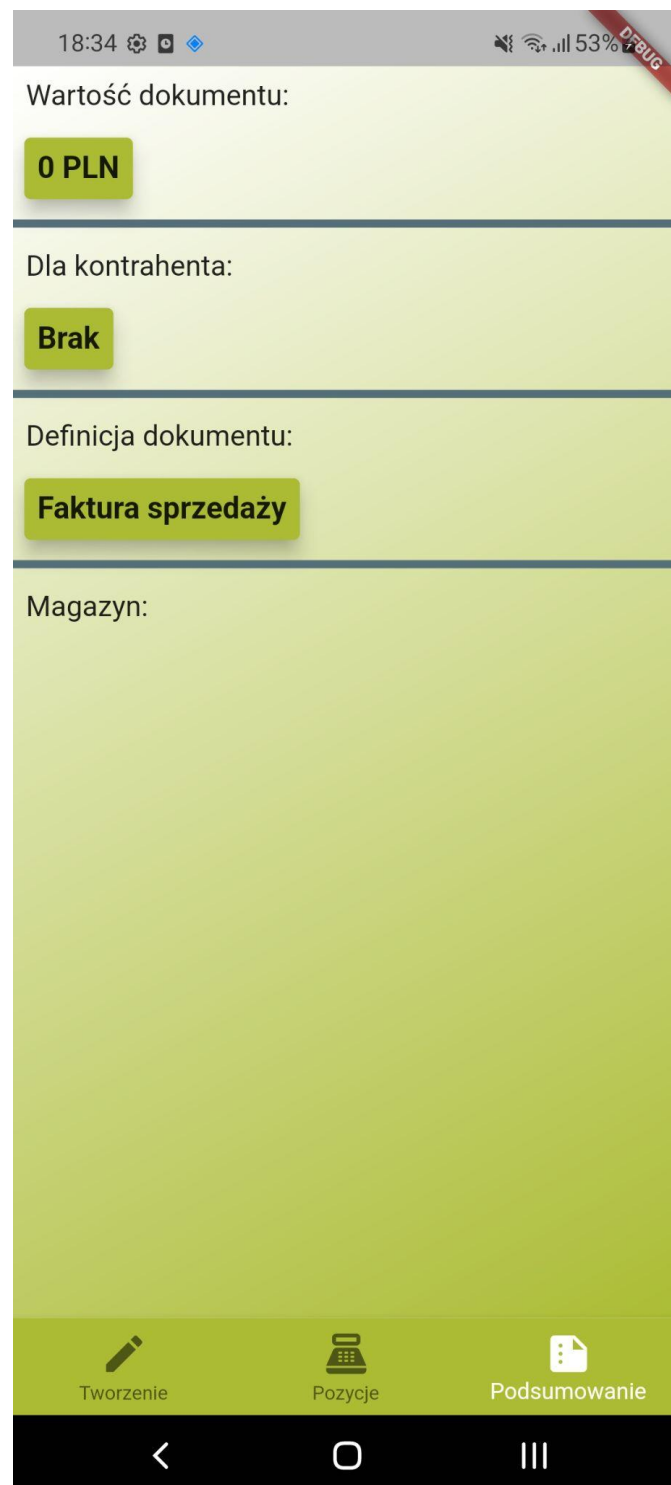 18:34 53%
DEBUG
Wartość dokumentu:
0 PLN
Dla kontrahenta:
Brak
Definicja dokumentu:
Faktura sprzedaży
Magazyn:
Tworzenie Pozycje Podsumowanie